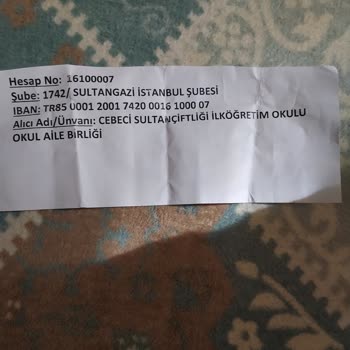 Hesap No: 16100007
Şube: 1742/ SULTANGAZİ İSTANBUL ŞUBESİ
IBAN: TR85 0001 2001 7420 0016 1000 07
Alıcı Adı/Ünvanı: CEBECİ SULTANÇİFTLİĞİ İLKÖĞRETİM OKULU
OKUL AİLE BİRLİĞİ